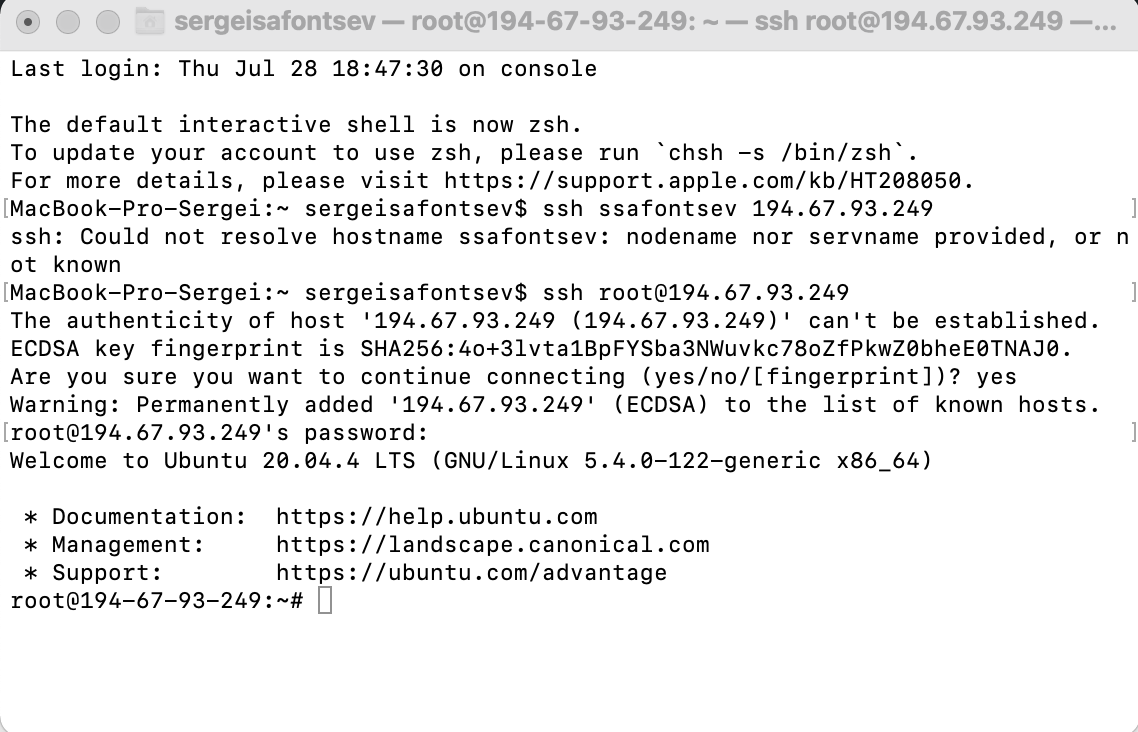 sergeisafontsev — root@194-67-93-249: ~ — ssh root@194.67.93.249 —...
Last login: Thu Jul 28 18:47:30 on console
The default interactive shell is now zsh.
To update your account to use zsh, please run `chsh -s /bin/zsh`.
For more details, please visit https://support.apple.com/kb/HT208050.
[MacBook-Pro-Sergei:~ sergeisafontsev$ ssh ssafontsev 194.67.93.249 ]
ssh: Could not resolve hostname ssafontsev: nodename nor servname provided, or n
ot known
[MacBook-Pro-Sergei:~ sergeisafontsev$ ssh root@194.67.93.249 ]
The authenticity of host '194.67.93.249 (194.67.93.249)' can't be established.
ECDSA key fingerprint is SHA256:4o+3lvta1BpFYSba3NWuvkc78oZfPkwZ0bheE0TNAJ0.
Are you sure you want to continue connecting (yes/no/[fingerprint])? yes
Warning: Permanently added '194.67.93.249' (ECDSA) to the list of known hosts.
[root@194.67.93.249's password: ]
Welcome to Ubuntu 20.04.4 LTS (GNU/Linux 5.4.0-122-generic x86_64)
* Documentation: https://help.ubuntu.com
* Management: https://landscape.canonical.com
* Support: https://ubuntu.com/advantage
root@194-67-93-249:~#